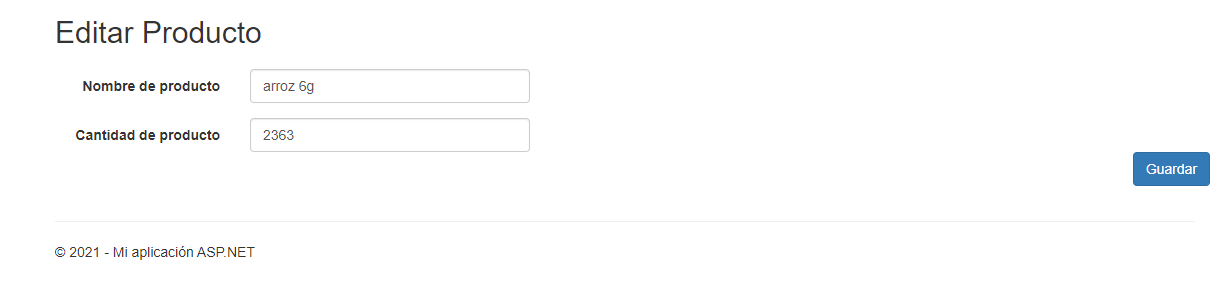 Editar Producto
Nombre de producto arroz 6g
Cantidad de producto 2363
Guardar
© 2021 - Mi aplicación ASP.NET